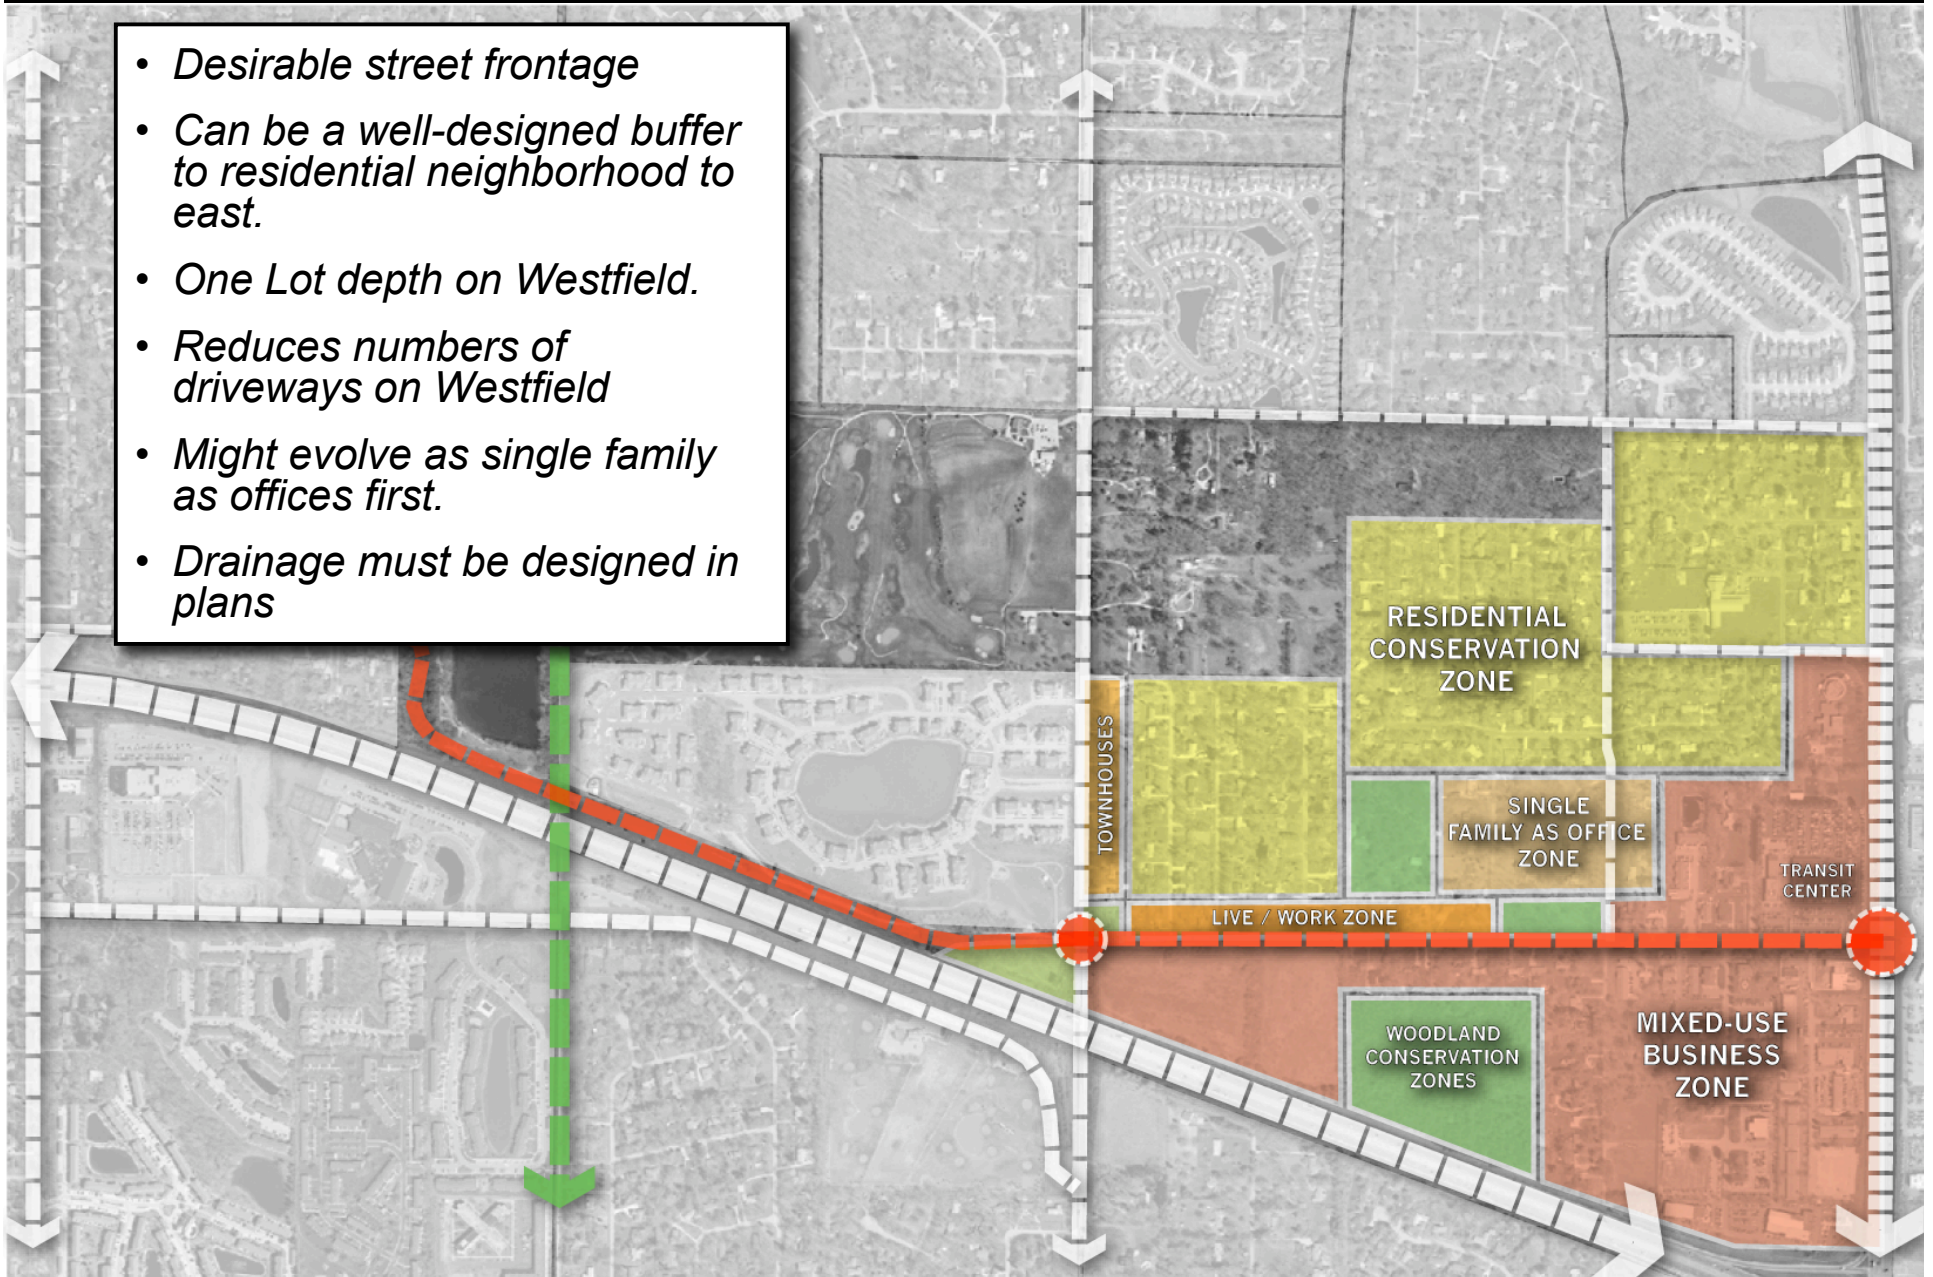 • Desirable street frontage
• Can be a well-designed buffer
to residential neighborhood to
east.
• One Lot depth on Westfield.
• Reduces numbers of
driveways on Westfield
• Might evolve as single family
as offices first.
• Drainage must be designed in
plans
RESIDENTIAL
CONSERVATION
ZONE
TOWNHOUSES
SINGLE
FAMILY AS OFFICE
ZONE
TRANSIT
CENTER
LIVE / WORK ZONE
WOODLAND
CONSERVATION
ZONES
MIXED-USE
BUSINESS
ZONE